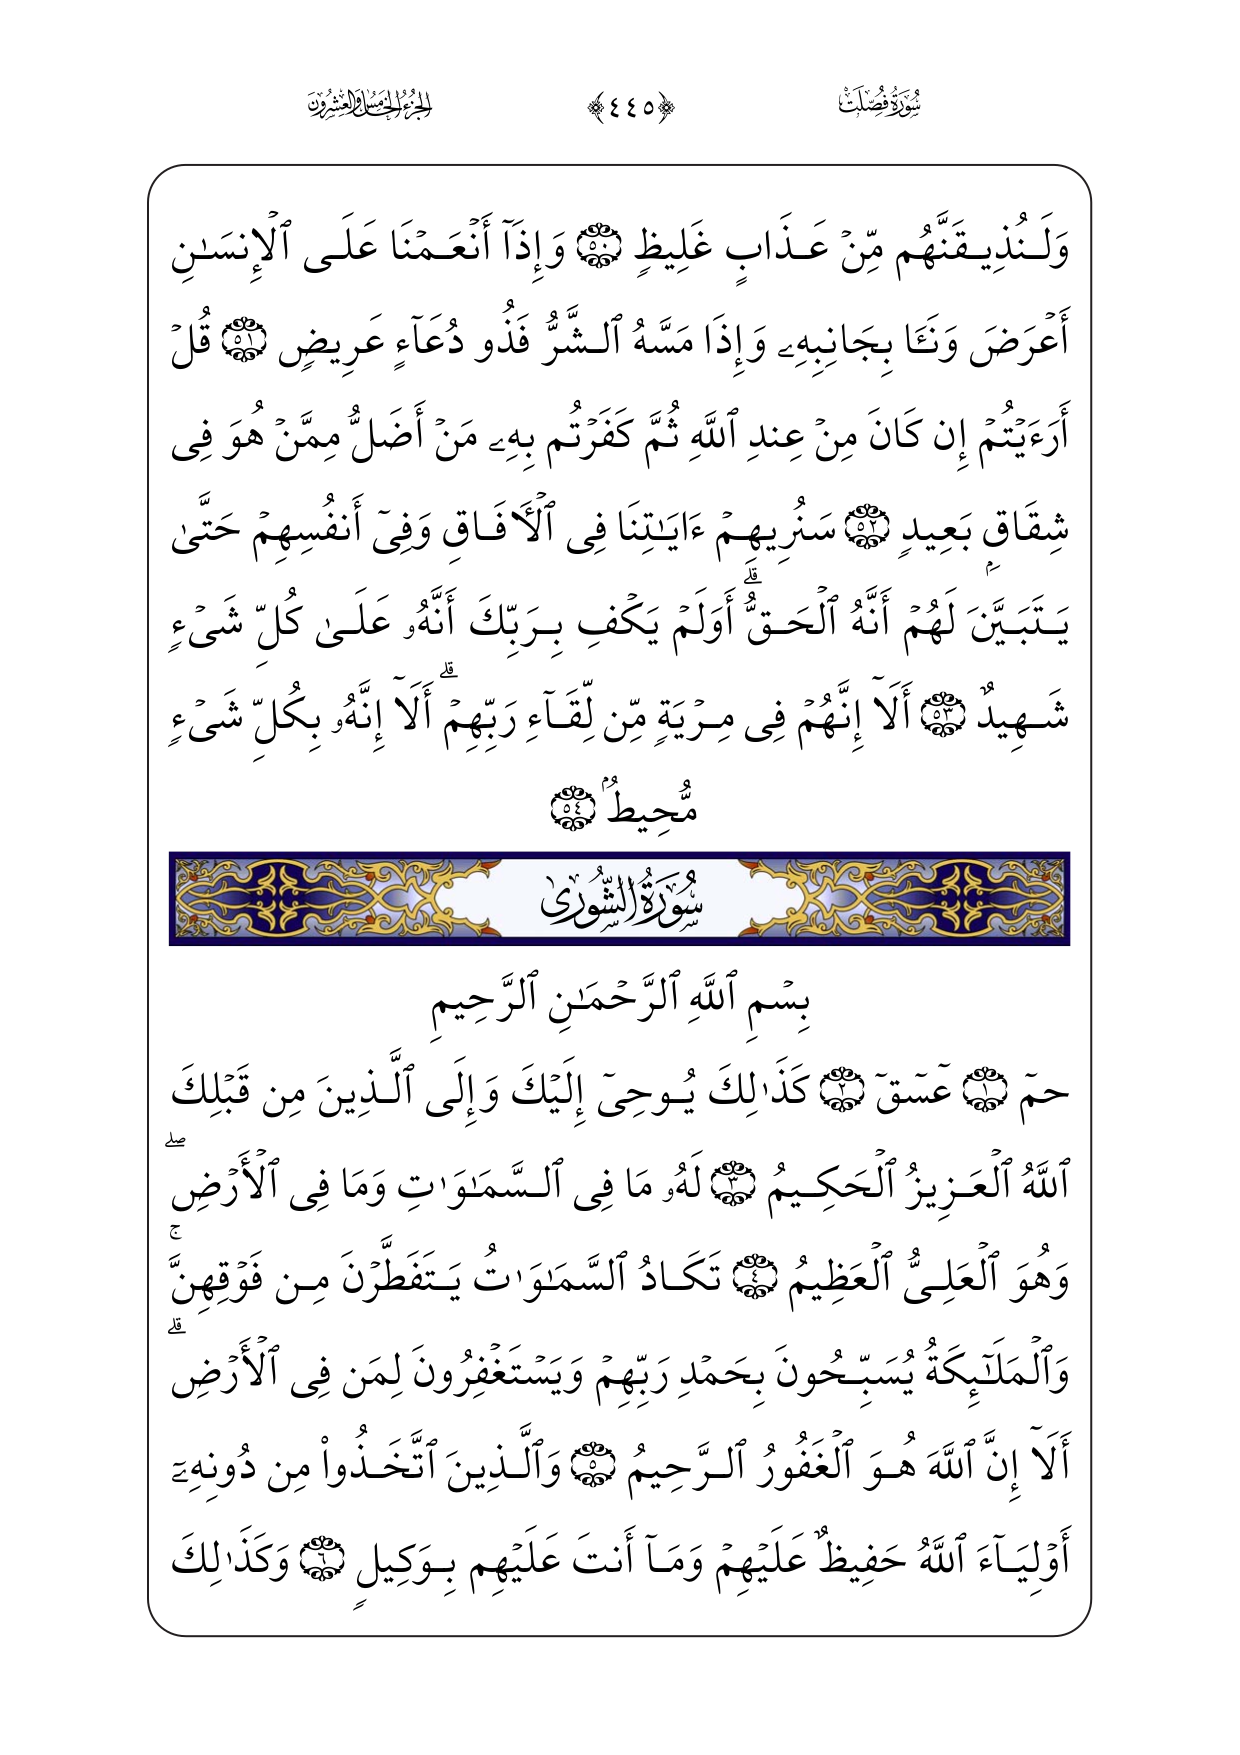 سُورَةُ فُصِّلَتْ ﴿٤٤٥﴾ الجُزْءُ الخَامِسُ وَالعِشْرُونَ
وَلَنُذِيقَنَّهُم مِّنْ عَذَابٍ غَلِيظٍ ٥٠ وَإِذَآ أَنْعَمْنَا عَلَى ٱلْإِنسَـٰنِ
أَعْرَضَ وَنَـَٔا بِجَانِبِهِۦ وَإِذَا مَسَّهُ ٱلشَّرُّ فَذُو دُعَآءٍ عَرِيضٍ ٥١ قُلْ
أَرَءَيْتُمْ إِن كَانَ مِنْ عِندِ ٱللَّهِ ثُمَّ كَفَرْتُم بِهِۦ مَنْ أَضَلُّ مِمَّنْ هُوَ فِى
شِقَاقٍۭ بَعِيدٍ ٥٢ سَنُرِيهِمْ ءَايَـٰتِنَا فِى ٱلْـَٔافَاقِ وَفِىٓ أَنفُسِهِمْ حَتَّىٰ
يَتَبَيَّنَ لَهُمْ أَنَّهُ ٱلْحَقُّ ۗ أَوَلَمْ يَكْفِ بِرَبِّكَ أَنَّهُۥ عَلَىٰ كُلِّ شَىْءٍ
شَهِيدٌ ٥٣ أَلَآ إِنَّهُمْ فِى مِرْيَةٍ مِّن لِّقَآءِ رَبِّهِمْ ۗ أَلَآ إِنَّهُۥ بِكُلِّ شَىْءٍ
مُّحِيطٌۢ ٥٤
سُورَةُ الشُّورىٰ
بِسْمِ ٱللَّهِ ٱلرَّحْمَـٰنِ ٱلرَّحِيمِ
حمٓ ١ عٓسٓقٓ ٢ كَذَٰلِكَ يُوحِىٓ إِلَيْكَ وَإِلَى ٱلَّذِينَ مِن قَبْلِكَ
ٱللَّهُ ٱلْعَزِيزُ ٱلْحَكِيمُ ٣ لَهُۥ مَا فِى ٱلسَّمَـٰوَٰتِ وَمَا فِى ٱلْأَرْضِ ۖ
وَهُوَ ٱلْعَلِىُّ ٱلْعَظِيمُ ٤ تَكَادُ ٱلسَّمَـٰوَٰتُ يَتَفَطَّرْنَ مِن فَوْقِهِنَّ ۚ
وَٱلْمَلَـٰٓئِكَةُ يُسَبِّحُونَ بِحَمْدِ رَبِّهِمْ وَيَسْتَغْفِرُونَ لِمَن فِى ٱلْأَرْضِ ۗ
أَلَآ إِنَّ ٱللَّهَ هُوَ ٱلْغَفُورُ ٱلرَّحِيمُ ٥ وَٱلَّذِينَ ٱتَّخَذُوا۟ مِن دُونِهِۦٓ
أَوْلِيَآءَ ٱللَّهُ حَفِيظٌ عَلَيْهِمْ وَمَآ أَنتَ عَلَيْهِم بِوَكِيلٍ ٦ وَكَذَٰلِكَ